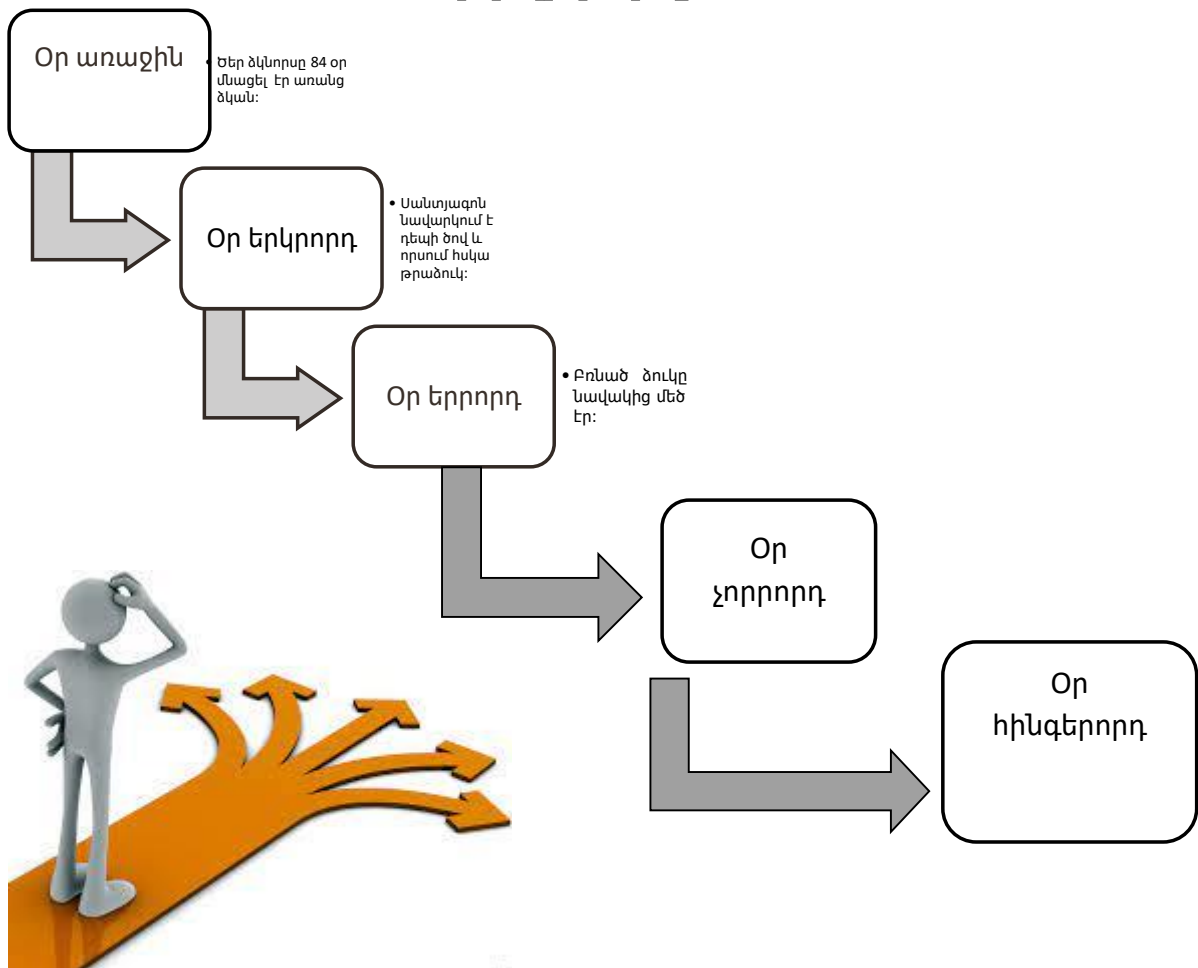 Օր առաջին
• Ծեր ձկնորսը 84 օր
մնացել էր առանց
ձկան:
Օր երկրորդ
• Սանտյագոն
նավարկում է
դեպի ծով և
որսում հսկա
թրաձուկ:
Օր երրորդ
• Բռնած ձուկը
նավակից մեծ
էր:
Օր
չորրորդ
Օր
հինգերորդ